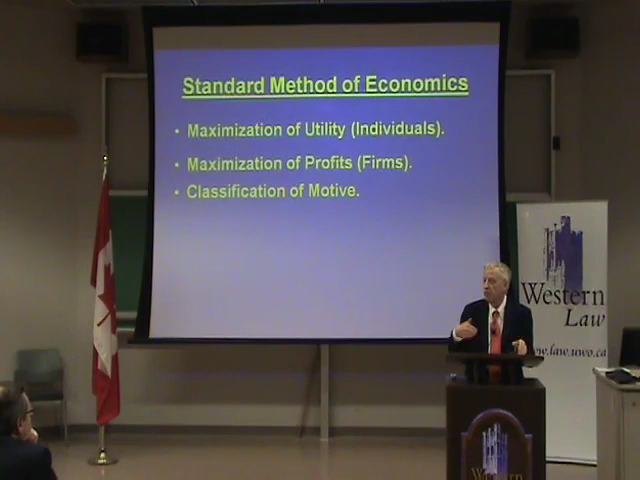 Standard Method of Economics
• Maximization of Utility (Individuals).
• Maximization of Profits (Firms).
• Classification of Motive.
Western
Law
www.law.uwo.ca
Western